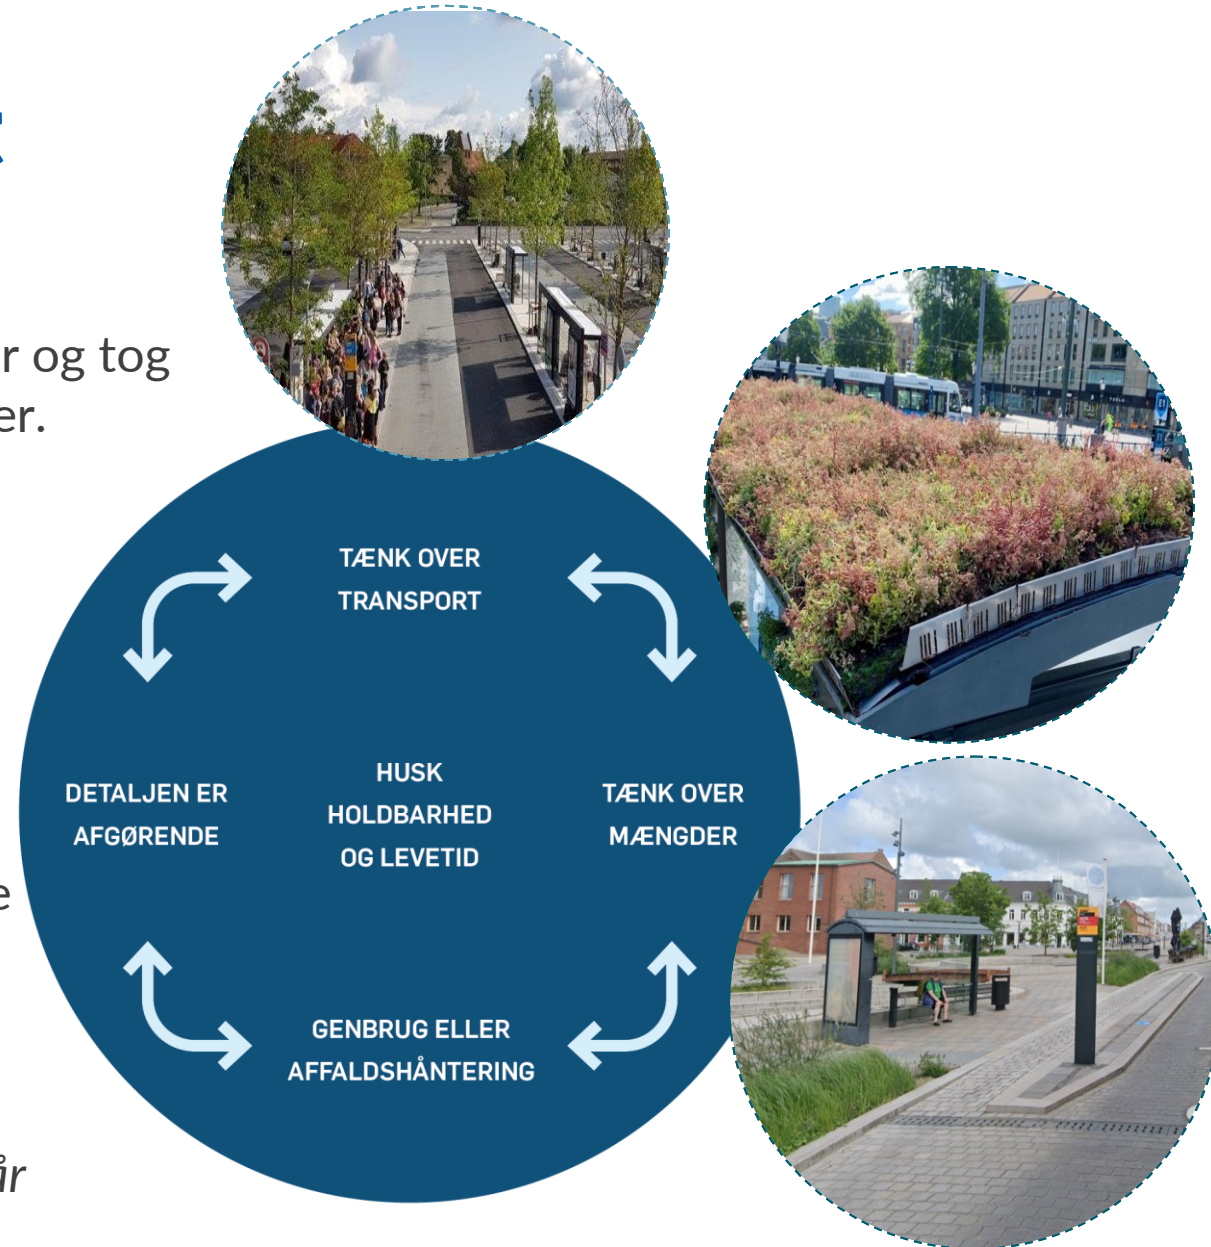 r og tog
er.
TÆNK OVER
TRANSPORT
DETALJEN ER
AFGØRENDE
HUSK
HOLDBARHED
OG LEVETID
TÆNK OVER
MÆNGDER
e
GENBRUG ELLER
AFFALDSHÅNTERING
år